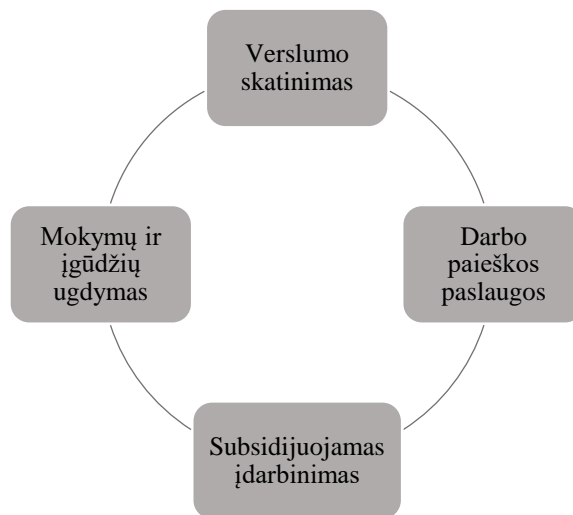 Verslumo
skatinimas
Mokymų ir
įgūdžių
ugdymas
Darbo
paieškos
paslaugos
Subsidijuojamas
įdarbinimas